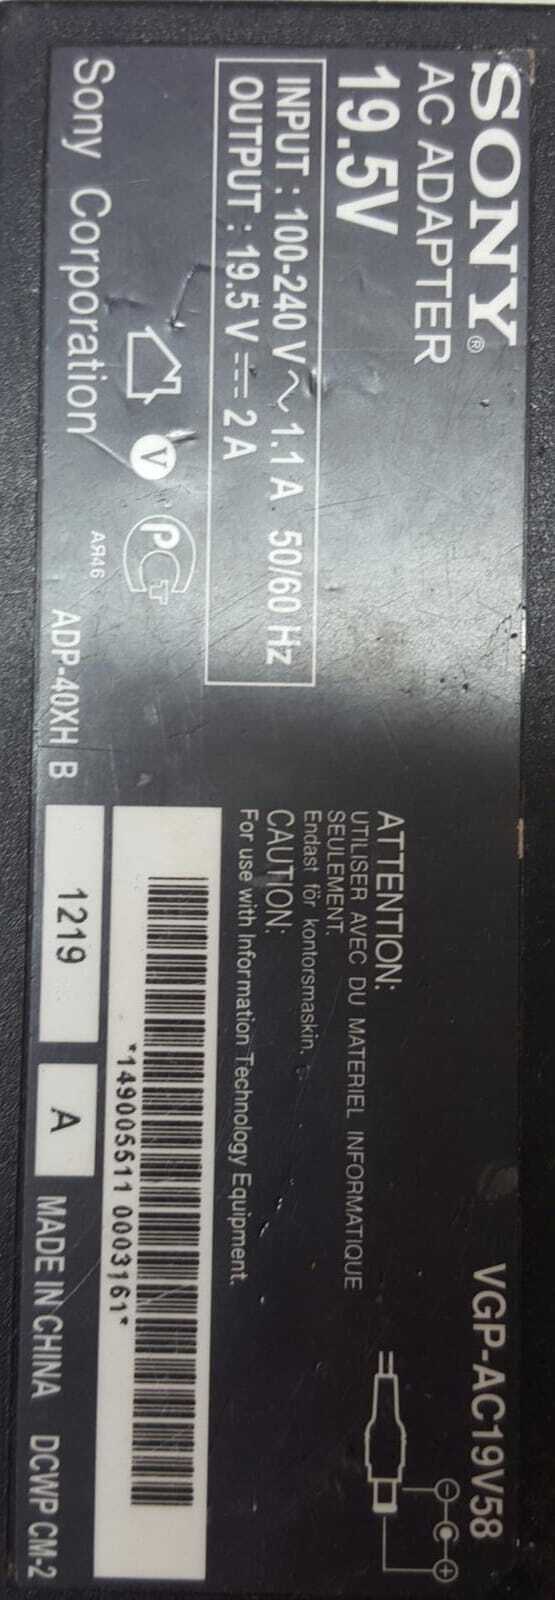 SONY®
AC ADAPTER
VGP-AC19V58
19.5V
INPUT : 100-240 V~1.1 A 50/60 Hz
OUTPUT : 19.5 V⎓2 A
ATTENTION:
UTILISER AVEC DU MATERIEL INFORMATIQUE
SEULEMENT.
Endast för kontorsmaskin.
CAUTION:
For use with Information Technology Equipment.
V
РСт
АЯ46
*149005511 0003161*
Sony Corporation
ADP-40XH B
1219
A
MADE IN CHINA
DCWP CM-2